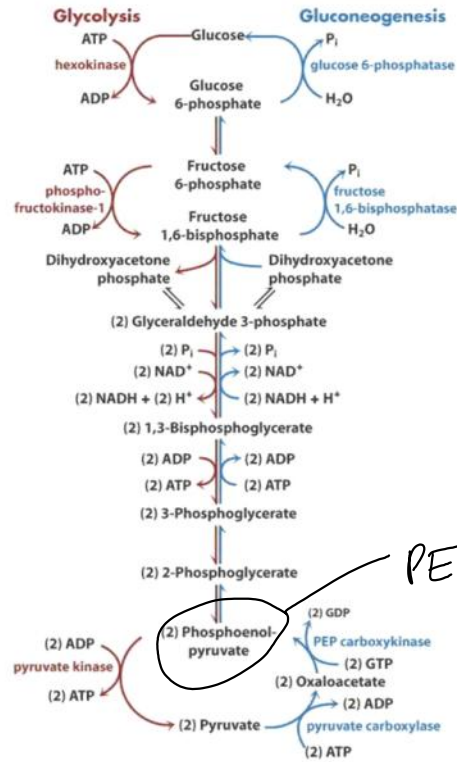 Glycolysis
Gluconeogenesis
ATP
Glucose
Pi
hexokinase
glucose 6-phosphatase
ADP
Glucose
6-phosphate
H₂O
ATP
Fructose
6-phosphate
Pi
phospho-
fructokinase-1
fructose
1,6-bisphosphatase
ADP
Fructose
1,6-bisphosphate
H₂O
Dihydroxyacetone
phosphate
Dihydroxyacetone
phosphate
(2) Glyceraldehyde 3-phosphate
(2) Pi
(2) Pi
(2) NAD⁺
(2) NAD⁺
(2) NADH + (2) H⁺
(2) NADH + H⁺
(2) 1,3-Bisphosphoglycerate
(2) ADP
(2) ADP
(2) ATP
(2) ATP
(2) 3-Phosphoglycerate
(2) 2-Phosphoglycerate
PE
(2) Phosphoenol-
pyruvate
(2) GDP
(2) ADP
PEP carboxykinase
pyruvate kinase
(2) GTP
(2) ATP
(2) Oxaloacetate
(2) ADP
(2) Pyruvate
pyruvate carboxylase
(2) ATP